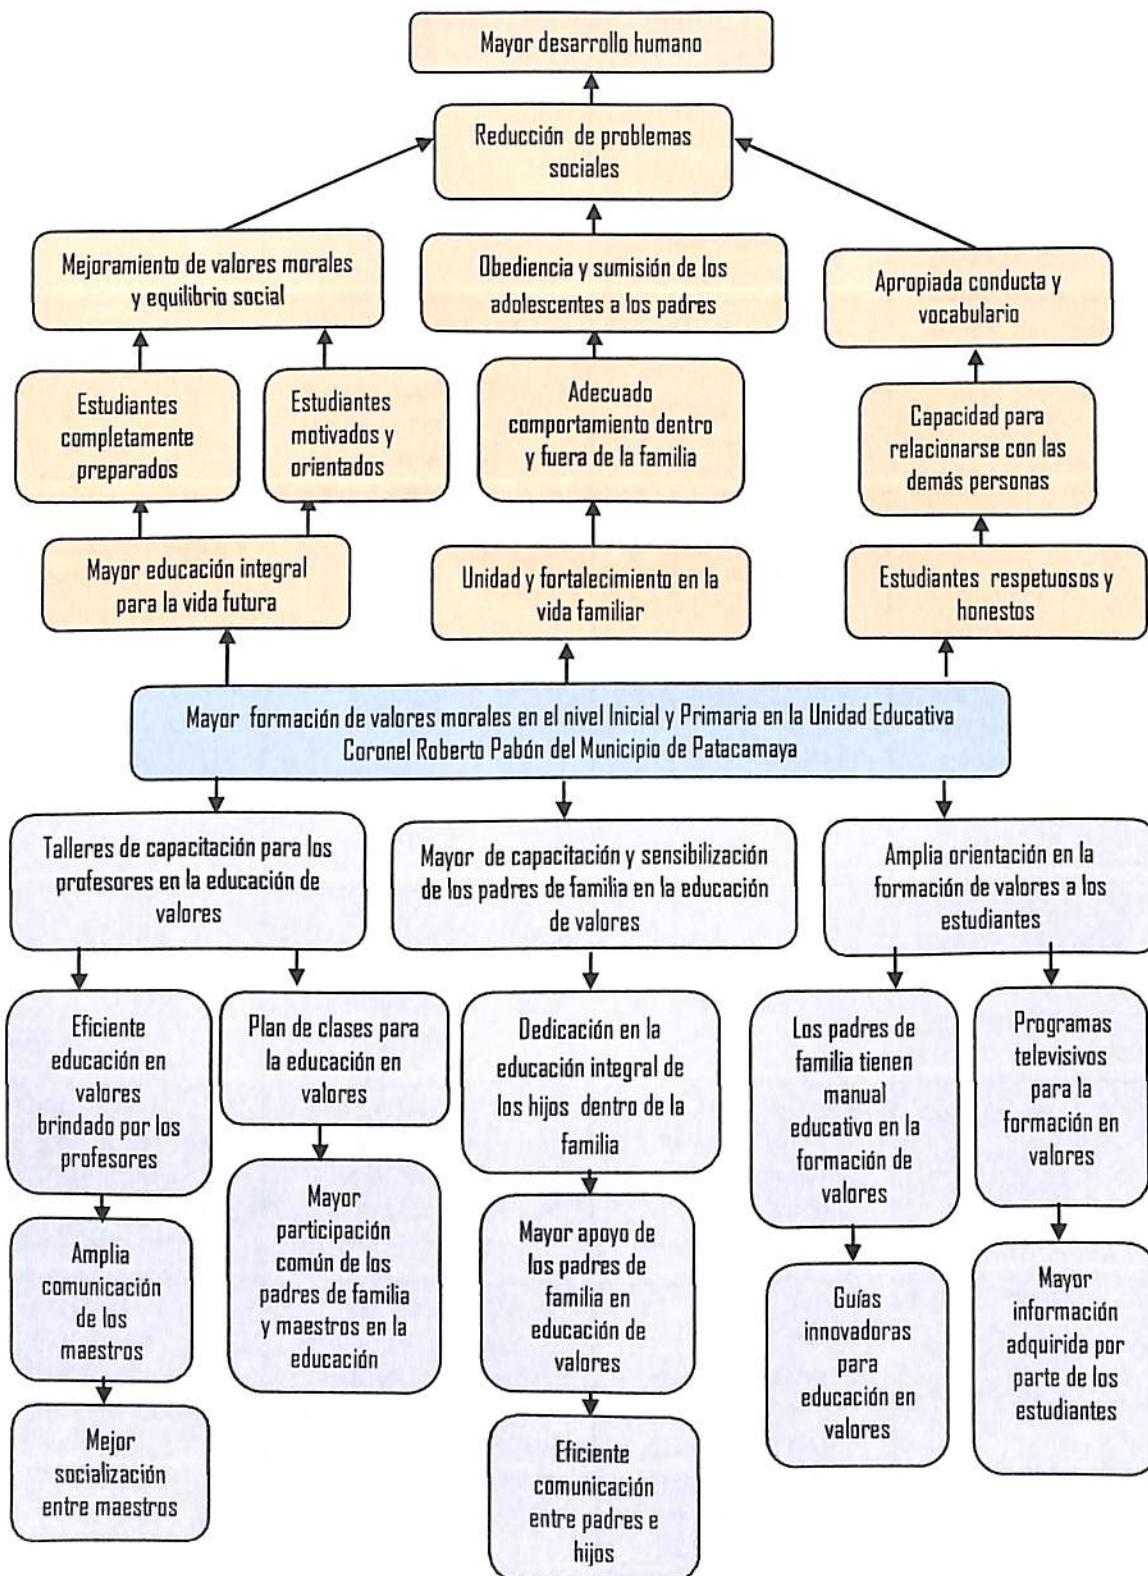 Mayor desarrollo humano
Reducción de problemas
sociales
Mejoramiento de valores morales
y equilibrio social
Obediencia y sumisión de los
adolescentes a los padres
Apropiada conducta y
vocabulario
Estudiantes
completamente
preparados
Estudiantes
motivados y
orientados
Adecuado
comportamiento dentro
y fuera de la familia
Capacidad para
relacionarse con las
demás personas
Mayor educación integral
para la vida futura
Unidad y fortalecimiento en la
vida familiar
Estudiantes respetuosos y
honestos
Mayor formación de valores morales en el nivel Inicial y Primaria en la Unidad Educativa
Coronel Roberto Pabón del Municipio de Patacamaya
Talleres de capacitación para los
profesores en la educación de
valores
Mayor de capacitación y sensibilización
de los padres de familia en la educación
de valores
Amplia orientación en la
formación de valores a los
estudiantes
Eficiente
educación en
valores
brindado por los
profesores
Plan de clases para
la educación en
valores
Dedicación en la
educación integral de
los hijos dentro de la
familia
Los padres de
familia tienen
manual
educativo en la
formación de
valores
Programas
televisivos
para la
formación en
valores
Amplia
comunicación
de los
maestros
Mayor
participación
común de los
padres de familia
y maestros en la
educación
Mayor apoyo de
los padres de
familia en
educación de
valores
Guías
innovadoras
para
educación en
valores
Mayor
información
adquirida por
parte de los
estudiantes
Mejor
socialización
entre maestros
Eficiente
comunicación
entre padres e
hijos